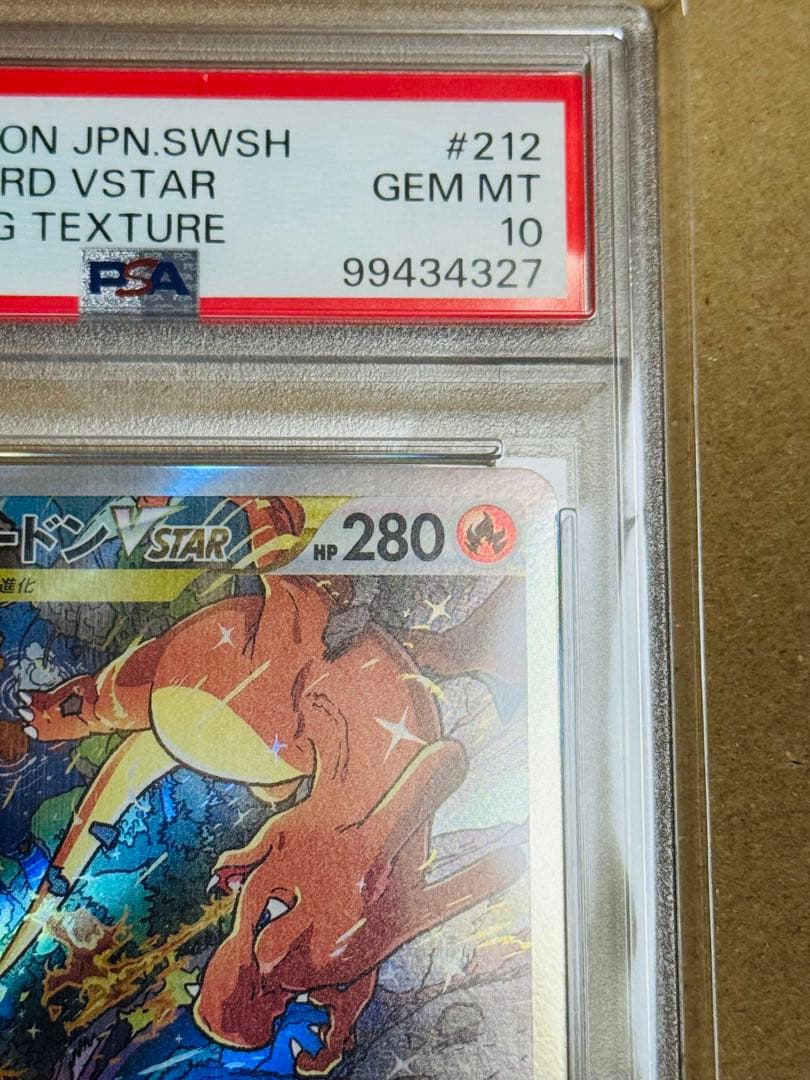 ON JPN.SWSH #212
RD VSTAR GEM MT
G TEXTURE 10
PSA 99434327
ードンVSTAR HP 280
進化